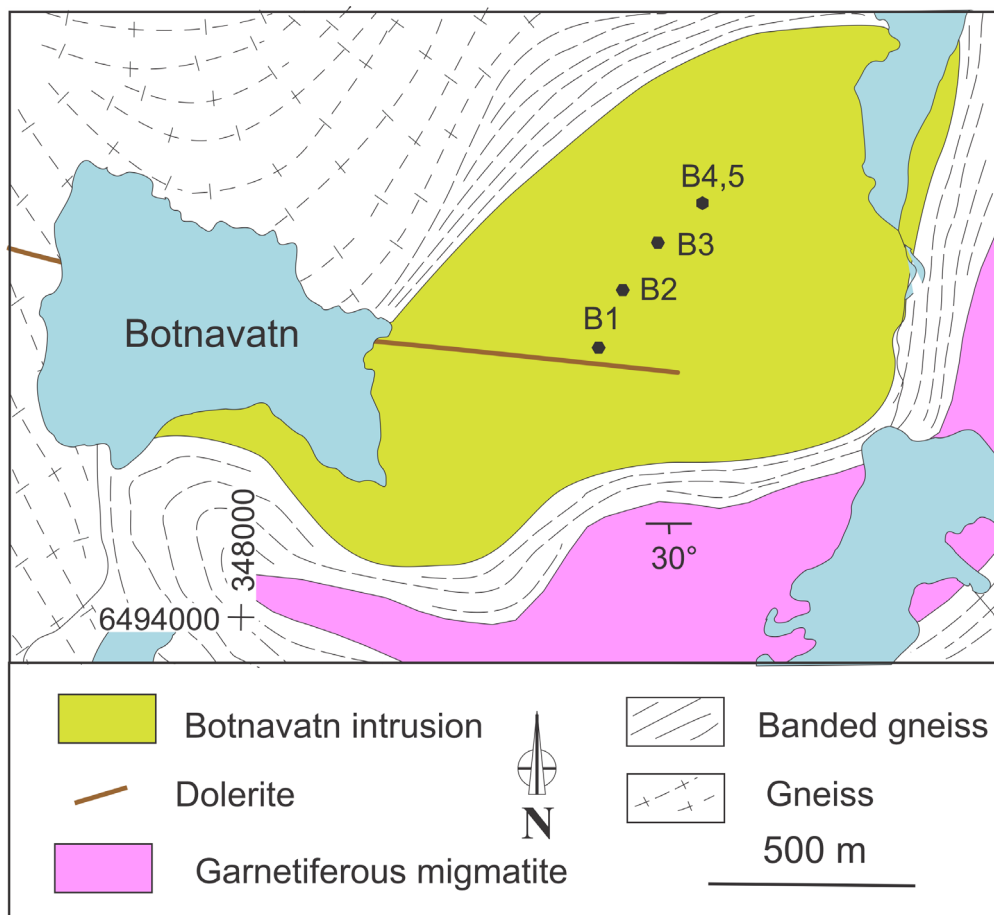 B4,5
B3
B2
B1
Botnavatn
348000
30°
6494000
Botnavatn intrusion
Dolerite
Garnetiferous migmatite
N
Banded gneiss
Gneiss
500 m